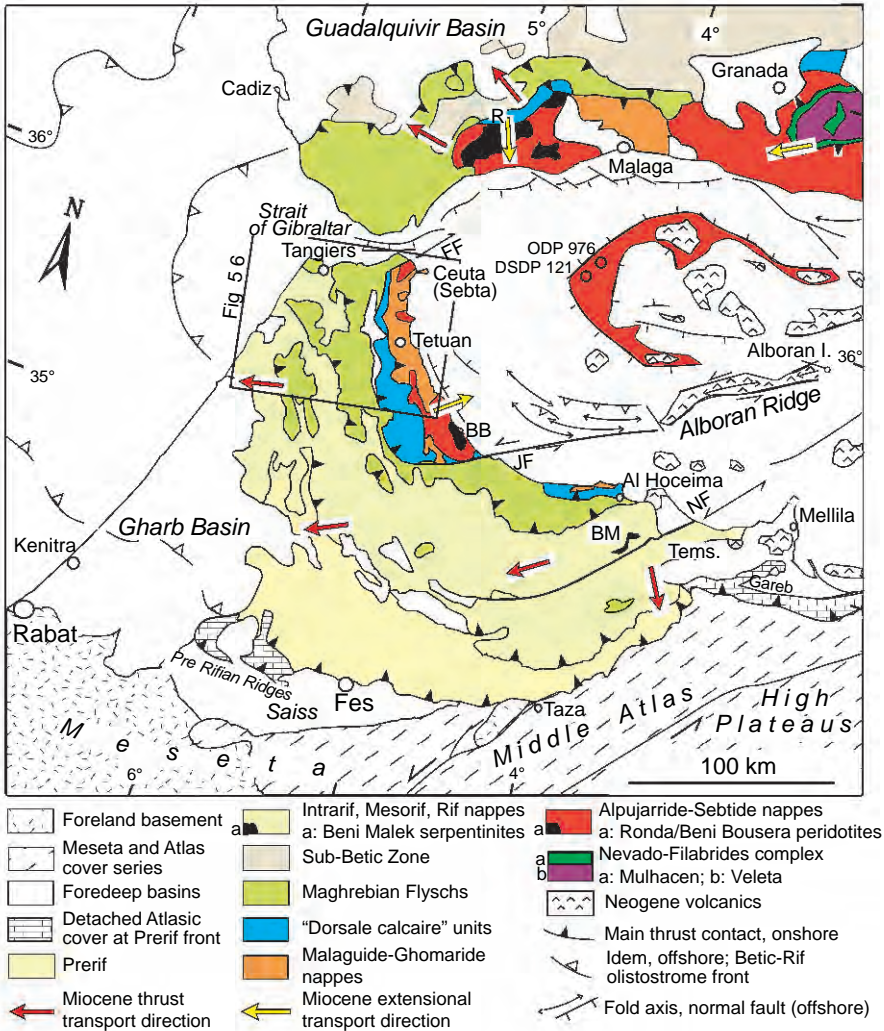 Guadalquivir Basin
5°
4°
Granada
Cadiz
R
36°
Malaga
N
Strait
of Gibraltar
Tangiers
FF
ODP 976
DSDP 121
Ceuta
(Sebta)
Fig 5 6
Tetuan
Alboran I.
36°
35°
Alboran Ridge
BB
JF
Al Hoceima
NF
Gharb Basin
Mellila
BM
Kenitra
Tems.
Gareb
Rabat
Pre Rifian Ridges
Fes
Saiss
Taza
Middle Atlas
High
Plateaus
Meseta
6°
4°
100 km
Foreland basement
Meseta and Atlas
cover series
Foredeep basins
Detached Atlasic
cover at Prerif front
Prerif
Miocene thrust
transport direction
a
Intrarif, Mesorif, Rif nappes
a: Beni Malek serpentinites
Sub-Betic Zone
Maghrebian Flyschs
“Dorsale calcaire” units
Malaguide-Ghomaride
nappes
Miocene extensional
transport direction
a
Alpujarride-Sebtide nappes
a: Ronda/Beni Bousera peridotites
a
b
Nevado-Filabrides complex
a: Mulhacen; b: Veleta
Neogene volcanics
Main thrust contact, onshore
Idem, offshore; Betic-Rif
olistostrome front
Fold axis, normal fault (offshore)